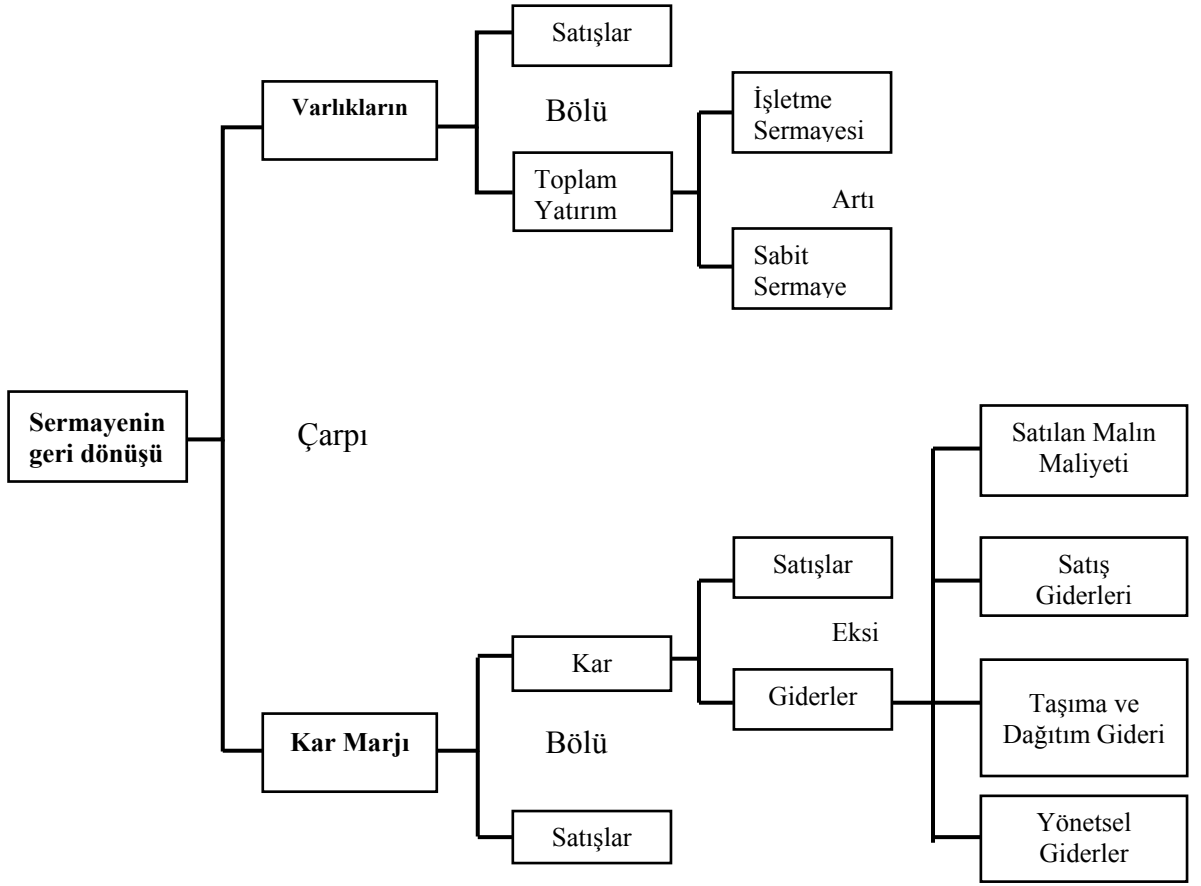 Satışlar
Varlıkların
Bölü
İşletme
Sermayesi
Toplam
Yatırım
Artı
Sabit
Sermaye
Sermayenin
geri dönüşü
Çarpı
Satılan Malın
Maliyeti
Satışlar
Satış
Giderleri
Eksi
Kar
Giderler
Taşıma ve
Dağıtım Gideri
Kar Marjı
Bölü
Satışlar
Yönetsel
Giderler